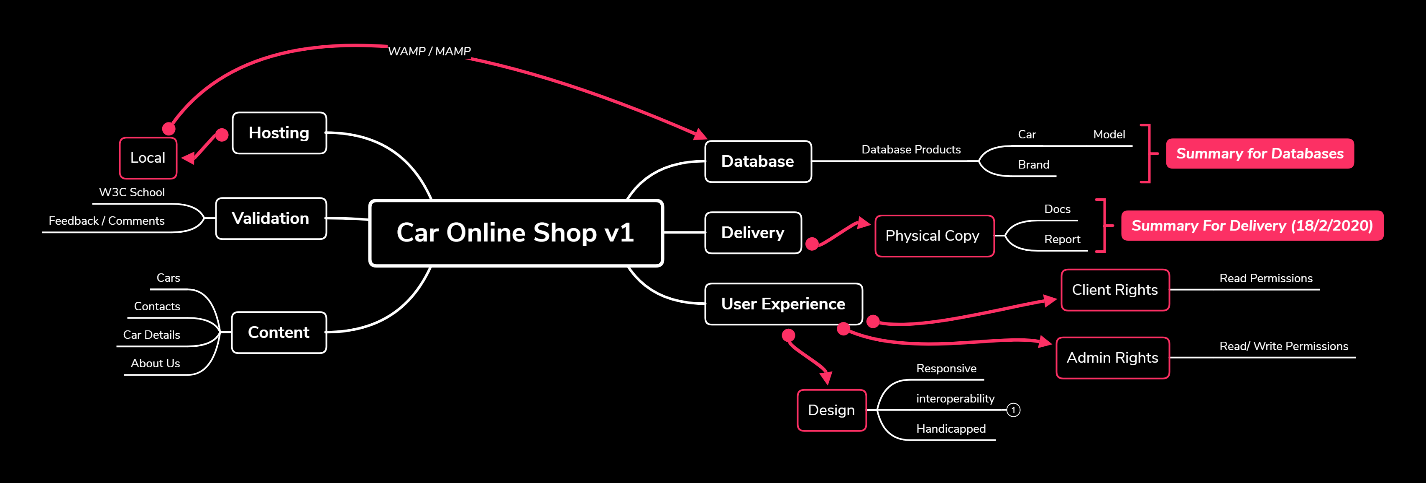 Car Online Shop v1
WAMP / MAMP
Hosting
Local
Validation
W3C School
Feedback / Comments
Content
Cars
Contacts
Car Details
About Us
Database
Database Products
Car
Model
Brand
Summary for Databases
Delivery
Physical Copy
Docs
Report
Summary For Delivery (18/2/2020)
User Experience
Client Rights
Read Permissions
Admin Rights
Read/ Write Permissions
Design
Responsive
interoperability
1
Handicapped